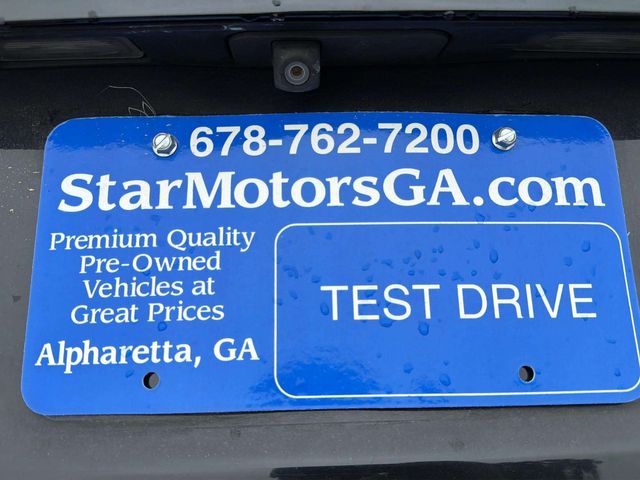 678-762-7200
StarMotorsGA.com
Premium Quality
Pre-Owned
Vehicles at
Great Prices
Alpharetta, GA
TEST DRIVE